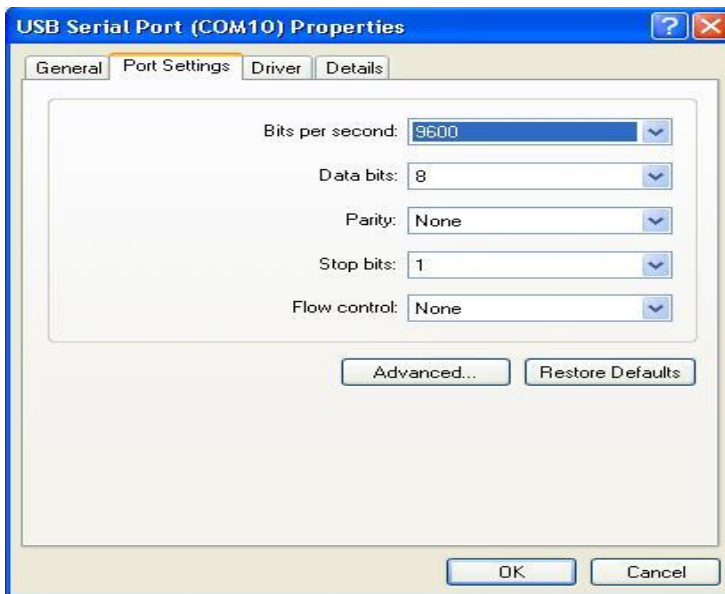 USB Serial Port (COM10) Properties
General Port Settings Driver Details
Bits per second: 9600
Data bits: 8
Parity: None
Stop bits: 1
Flow control: None
Advanced... Restore Defaults
OK Cancel